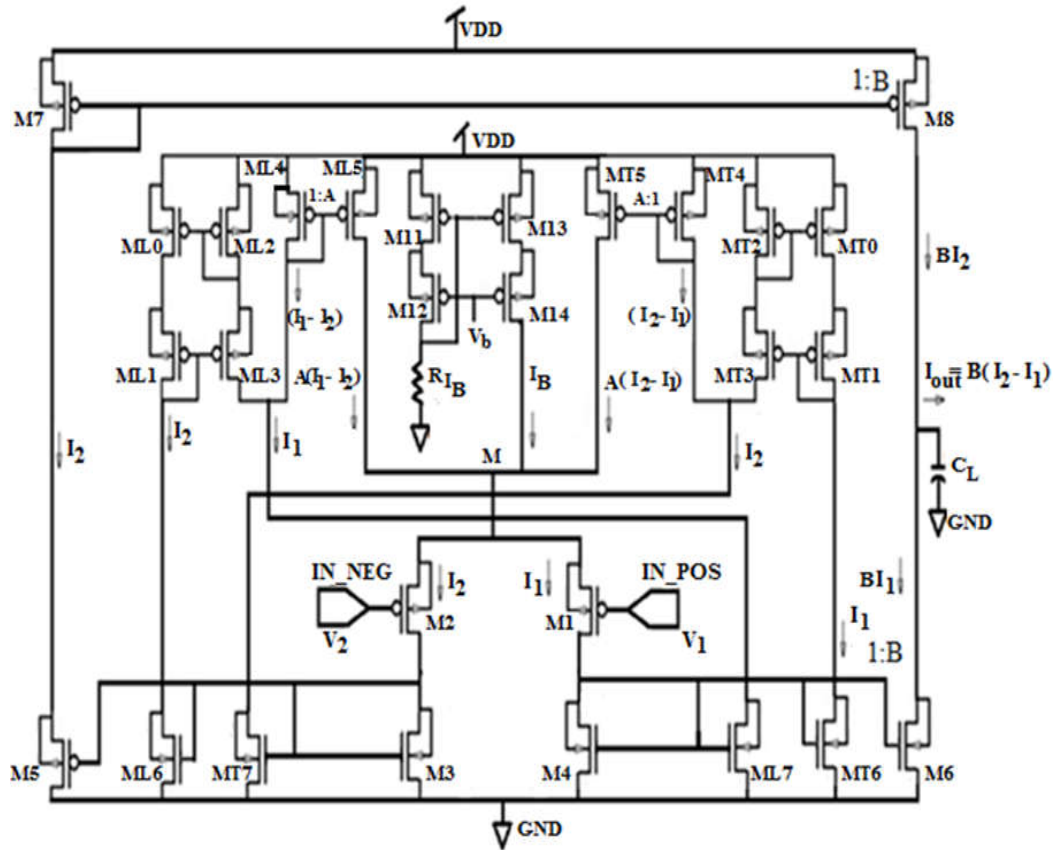 VDD
1:B
M7
M8
VDD
ML4
ML5
MT5
MT4
1:A
A:1
ML0
ML2
M11
M13
MT2
MT0
BI2
(I1-I2)
M12
M14
(I2-I1)
Vb
ML1
ML3
A(I1-I2)
RIB
IB
A(I2-I1)
MT3
MT1
Iout=B(I2-I1)
I2
I2
I1
M
I2
CL
GND
IN_NEG
I2
I1
IN_POS
BI1
M2
M1
V2
V1
I1
1:B
M5
ML6
MT7
M3
M4
ML7
MT6
M6
GND